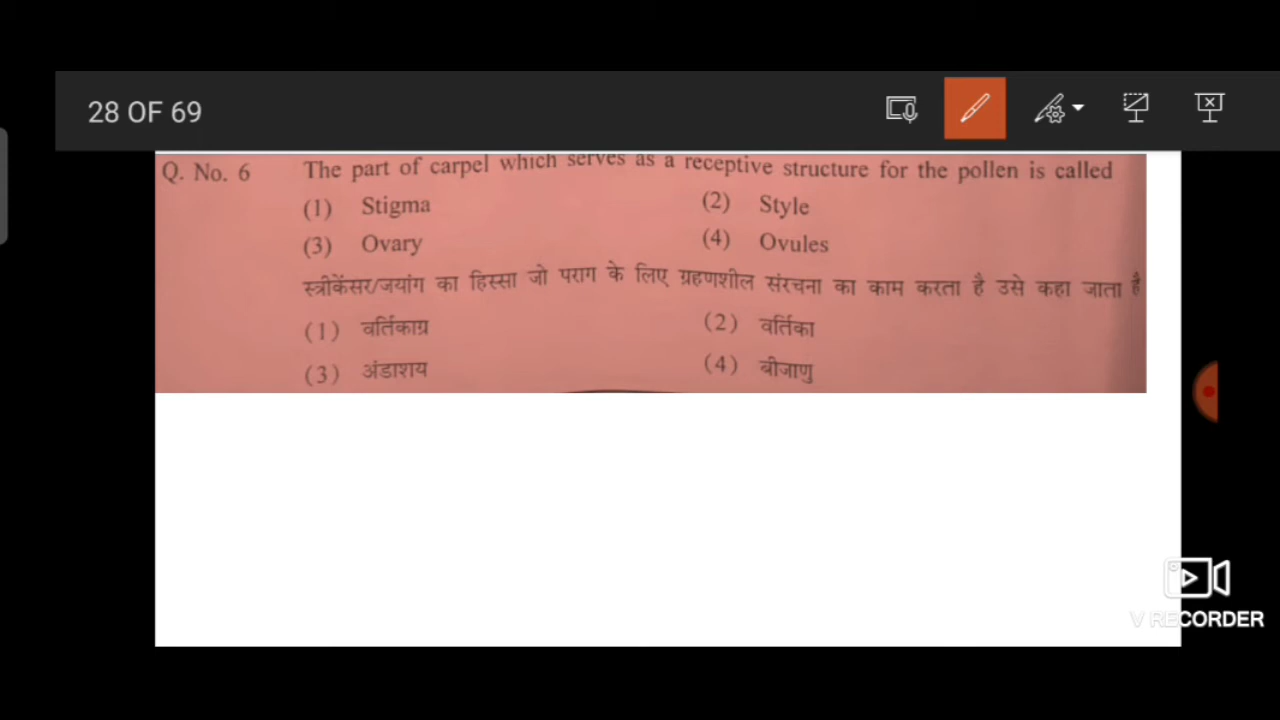 28 OF 69
Q. No. 6 The part of carpel which serves as a receptive structure for the pollen is called
(1) Stigma (2) Style
(3) Ovary (4) Ovules
स्त्रीकेंसर/जयांग का हिस्सा जो पराग के लिए ग्रहणशील संरचना का काम करता है उसे कहा जाता है
(1) वर्तिकाग्र (2) वर्तिका
(3) अंडाशय (4) बीजाणु
V RECORDER